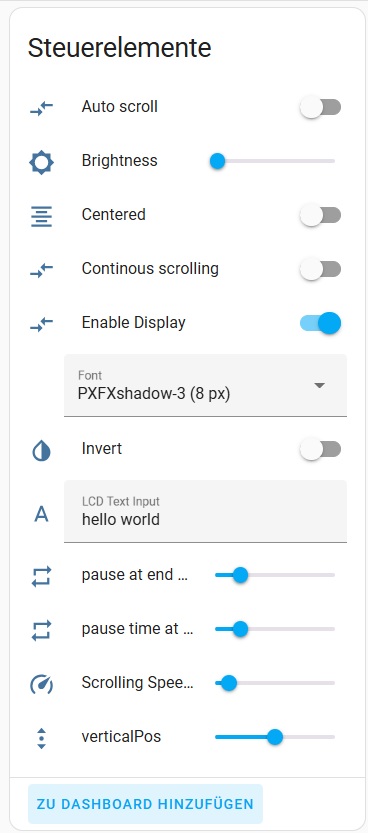 Steuerelemente
Auto scroll
Brightness
Centered
Continous scrolling
Enable Display
Font
PXFXshadow-3 (8 px)
Invert
LCD Text Input
A
hello world
pause at end ...
pause time at ...
Scrolling Spee...
verticalPos
ZU DASHBOARD HINZUFÜGEN